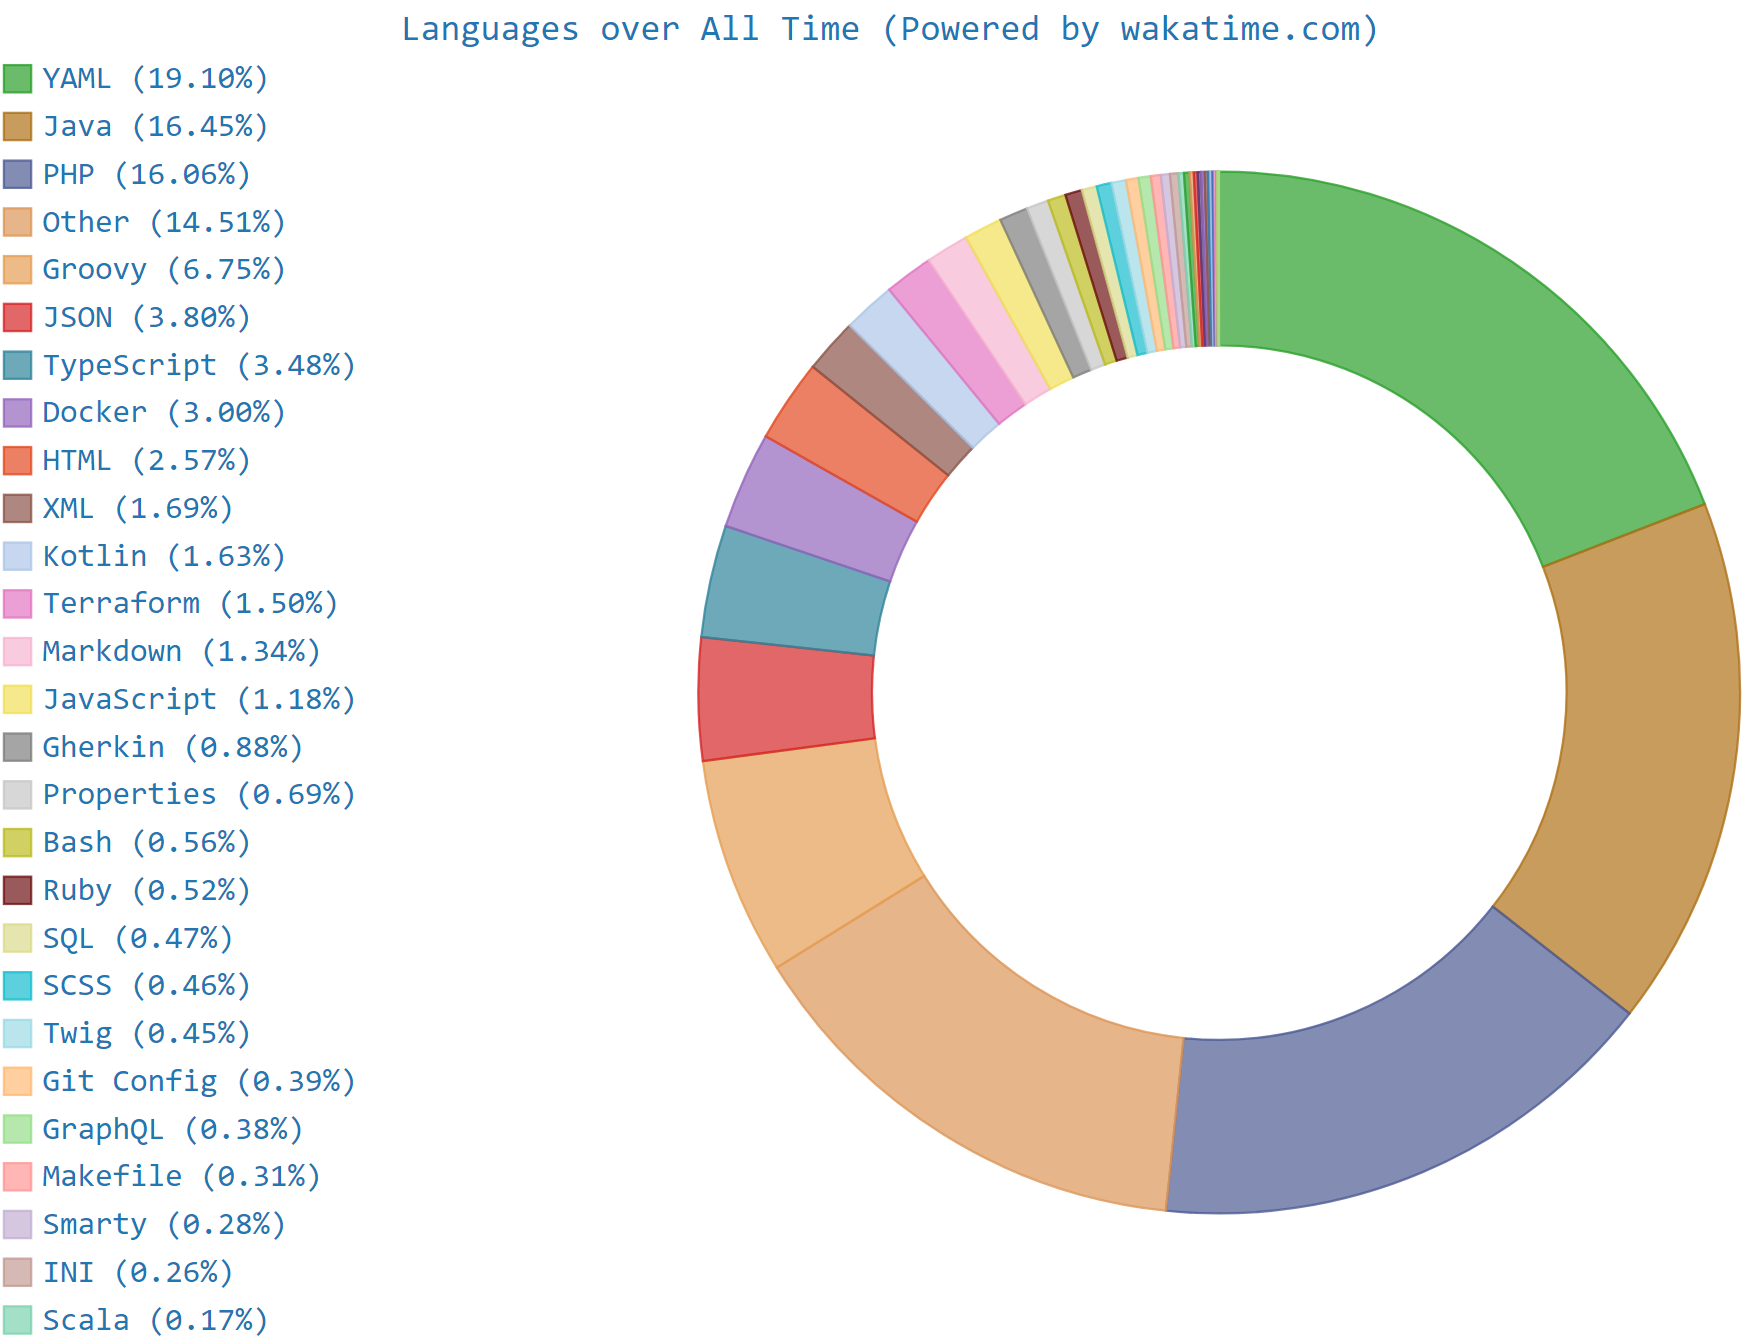 Languages over All Time (Powered by wakatime.com)
YAML (19.10%)
Java (16.45%)
PHP (16.06%)
Other (14.51%)
Groovy (6.75%)
JSON (3.80%)
TypeScript (3.48%)
Docker (3.00%)
HTML (2.57%)
XML (1.69%)
Kotlin (1.63%)
Terraform (1.50%)
Markdown (1.34%)
JavaScript (1.18%)
Gherkin (0.88%)
Properties (0.69%)
Bash (0.56%)
Ruby (0.52%)
SQL (0.47%)
SCSS (0.46%)
Twig (0.45%)
Git Config (0.39%)
GraphQL (0.38%)
Makefile (0.31%)
Smarty (0.28%)
INI (0.26%)
Scala (0.17%)